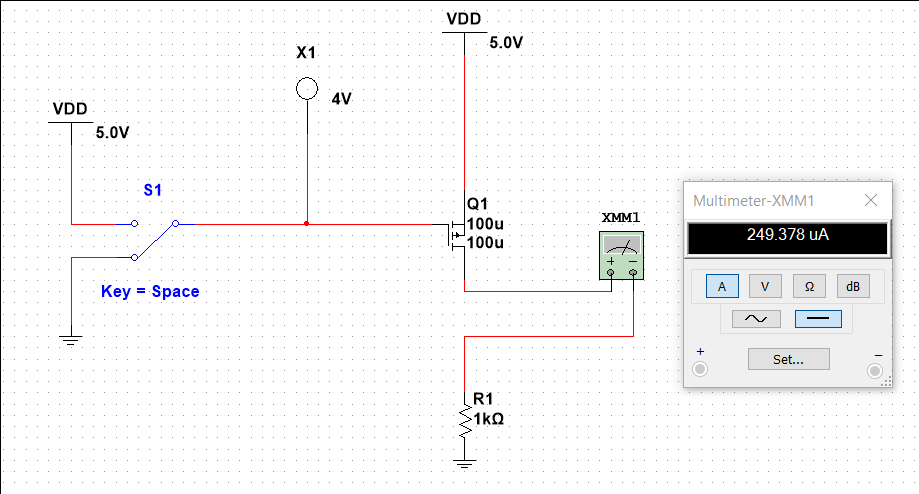 VDD
5.0V
X1
4V
VDD
5.0V
S1
Key = Space
Q1
100u
100u
XMM1
+ −
R1
1kΩ
Multimeter-XMM1
249.378 uA
A V Ω dB
+ Set... −